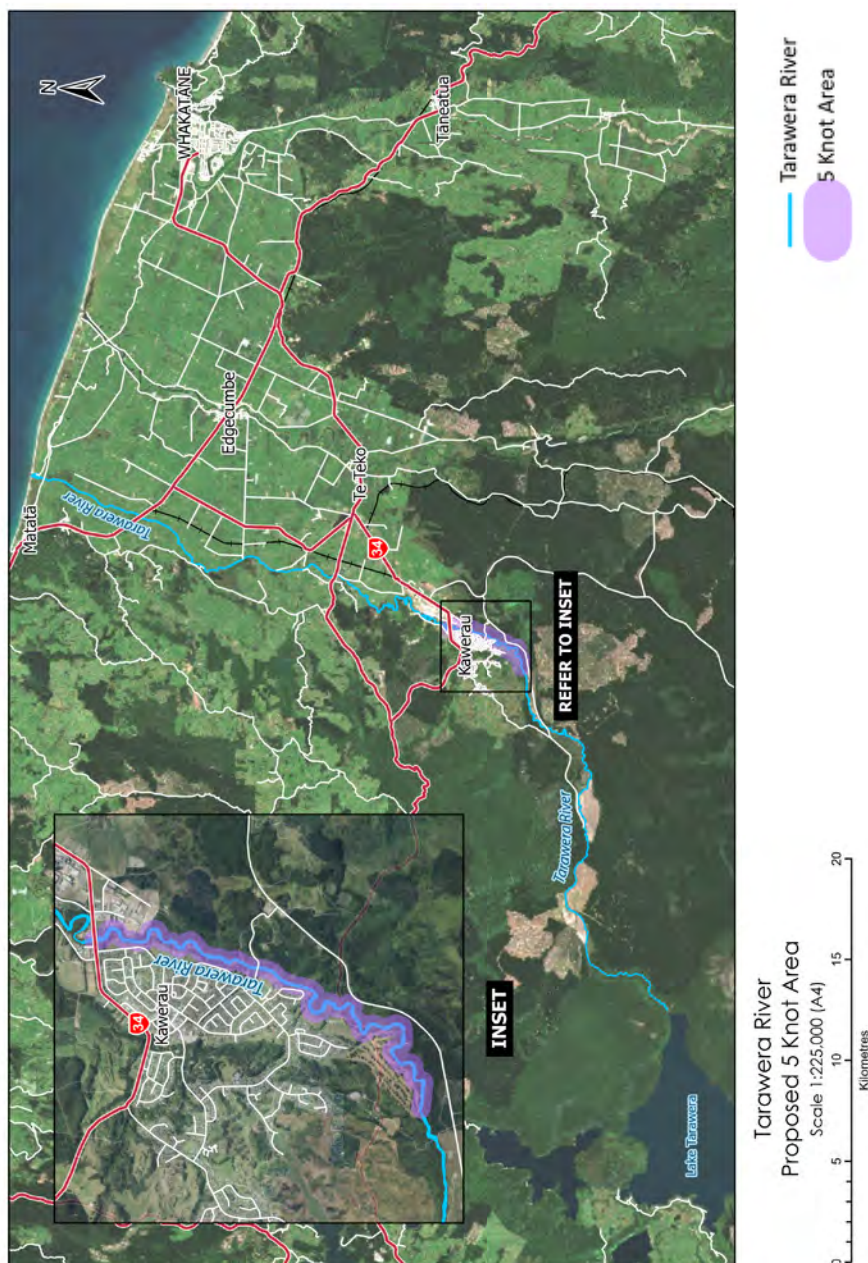 N
WHAKATĀNE
Tāneatua
Edgecumbe
Matatā
Tarawera River
Te Teko
34
Kawerau
REFER TO INSET
Tarawera River
Lake Tarawera
34
Kawerau
Tarawera River
INSET
Tarawera River
5 Knot Area
Tarawera River
Proposed 5 Knot Area
Scale 1:225,000 (A4)
0 5 10 15 20
Kilometres